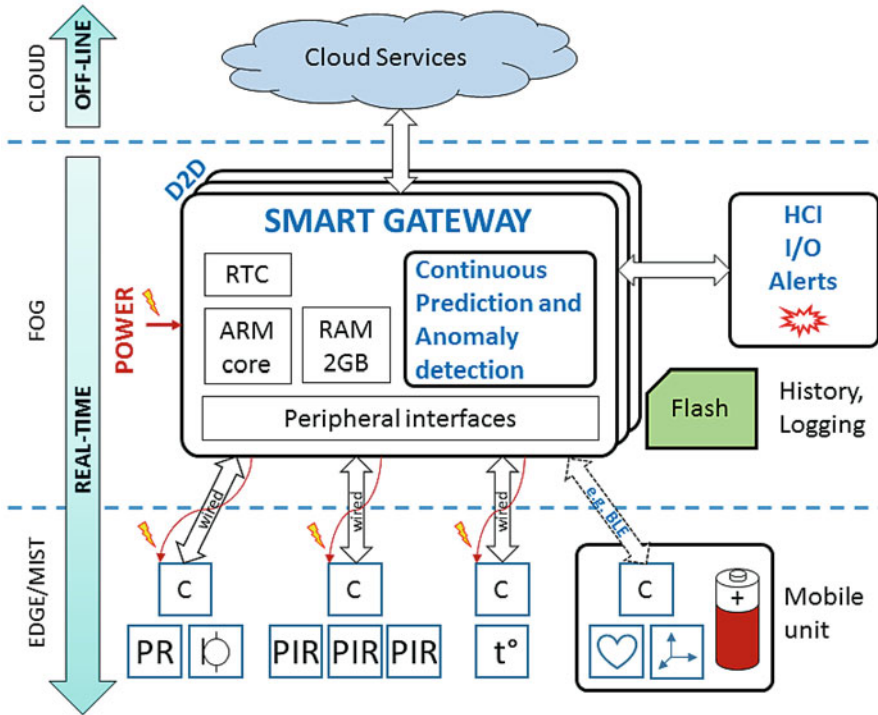 CLOUD
OFF-LINE
Cloud Services
FOG
REAL-TIME
D2D
SMART GATEWAY
RTC
ARM
core
RAM
2GB
Continuous
Prediction and
Anomaly
detection
Peripheral interfaces
POWER
HCI
I/O
Alerts
Flash
History,
Logging
EDGE/MIST
wired
wired
wired
e.g. BLE
C
C
C
C
PR
PIR
PIR
PIR
t°
+
Mobile
unit